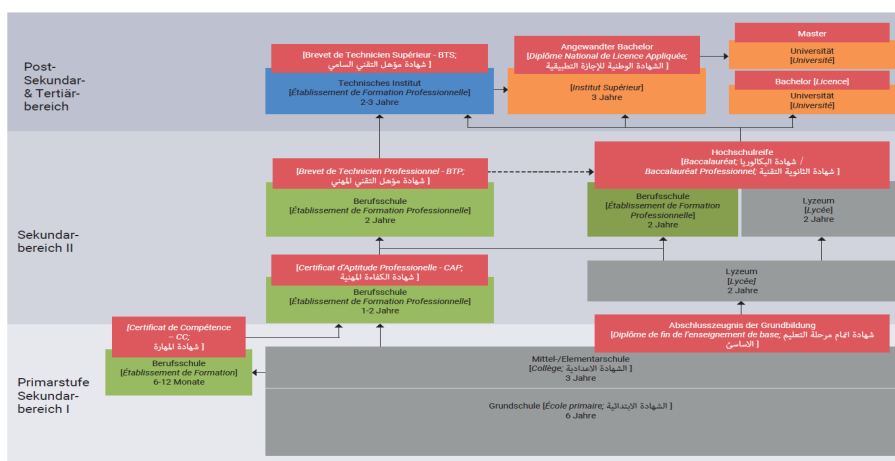 Post-
Sekundar-
& Tertiär-
bereich
[Brevet de Technicien Supérieur - BTS;
شهادة مؤهل التقني السامي ]
Technisches Institut
[Établissement de Formation Professionnelle]
2-3 Jahre
Angewandter Bachelor
[Diplôme National de Licence Appliquée;
الشهادة الوطنية للإجازة التطبيقية ]
[Institut Supérieur]
3 Jahre
Master
Universität
[Université]
Bachelor [Licence]
Universität
[Université]
Sekundar-
bereich II
[Brevet de Technicien Professionnel - BTP;
شهادة مؤهل التقني المهني ]
Berufsschule
[Établissement de Formation Professionnelle]
2 Jahre
Hochschulreife
[Baccalauréat; شهادة البكالوريا /
Baccalauréat Professionnel; شهادة الثانوية التقنية ]
Berufsschule
[Établissement de Formation
Professionnelle]
2 Jahre
Lyzeum
[Lycée]
2 Jahre
[Certificat d'Aptitude Professionelle - CAP;
شهادة الكفاءة المهنية ]
Berufsschule
[Établissement de Formation Professionnelle]
1-2 Jahre
Lyzeum
[Lycée]
2 Jahre
Primarstufe
Sekundar-
bereich I
[Certificat de Compétence
– CC;
شهادة المهارة ]
Berufsschule
[Établissement de Formation]
6-12 Monate
Abschlusszeugnis der Grundbildung
[Diplôme de fin de l'enseignement de base; شهادة اتمام مرحلة التعليم
الاساسي ]
Mittel-/Elementarschule
[Collège; الشهادة الاعدادية ]
3 Jahre
Grundschule [École primaire; الشهادة الابتدائية ]
6 Jahre